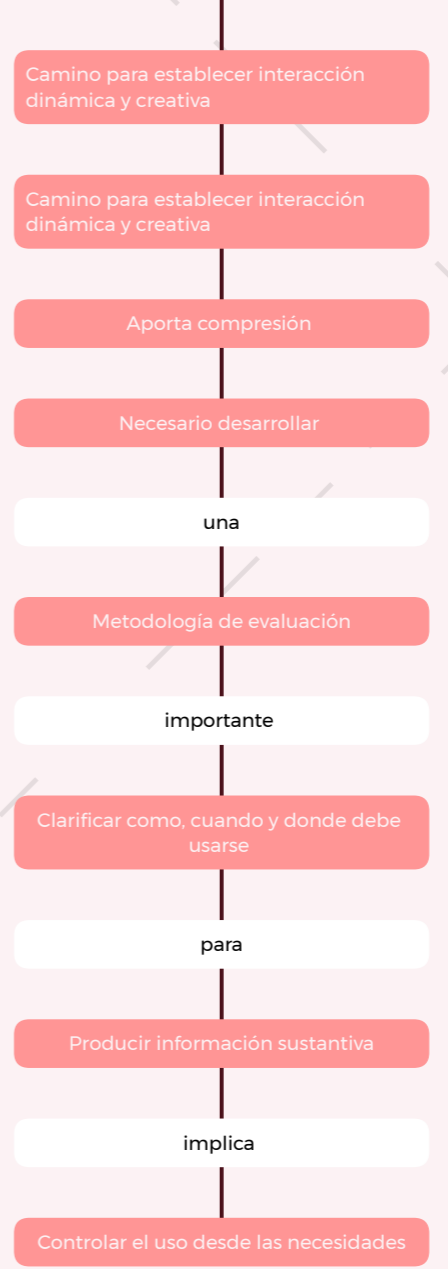 Camino para establecer interacción
dinámica y creativa
Camino para establecer interacción
dinámica y creativa
Aporta compresión
Necesario desarrollar
una
Metodología de evaluación
importante
Clarificar como, cuando y donde debe
usarse
para
Producir información sustantiva
implica
Controlar el uso desde las necesidades